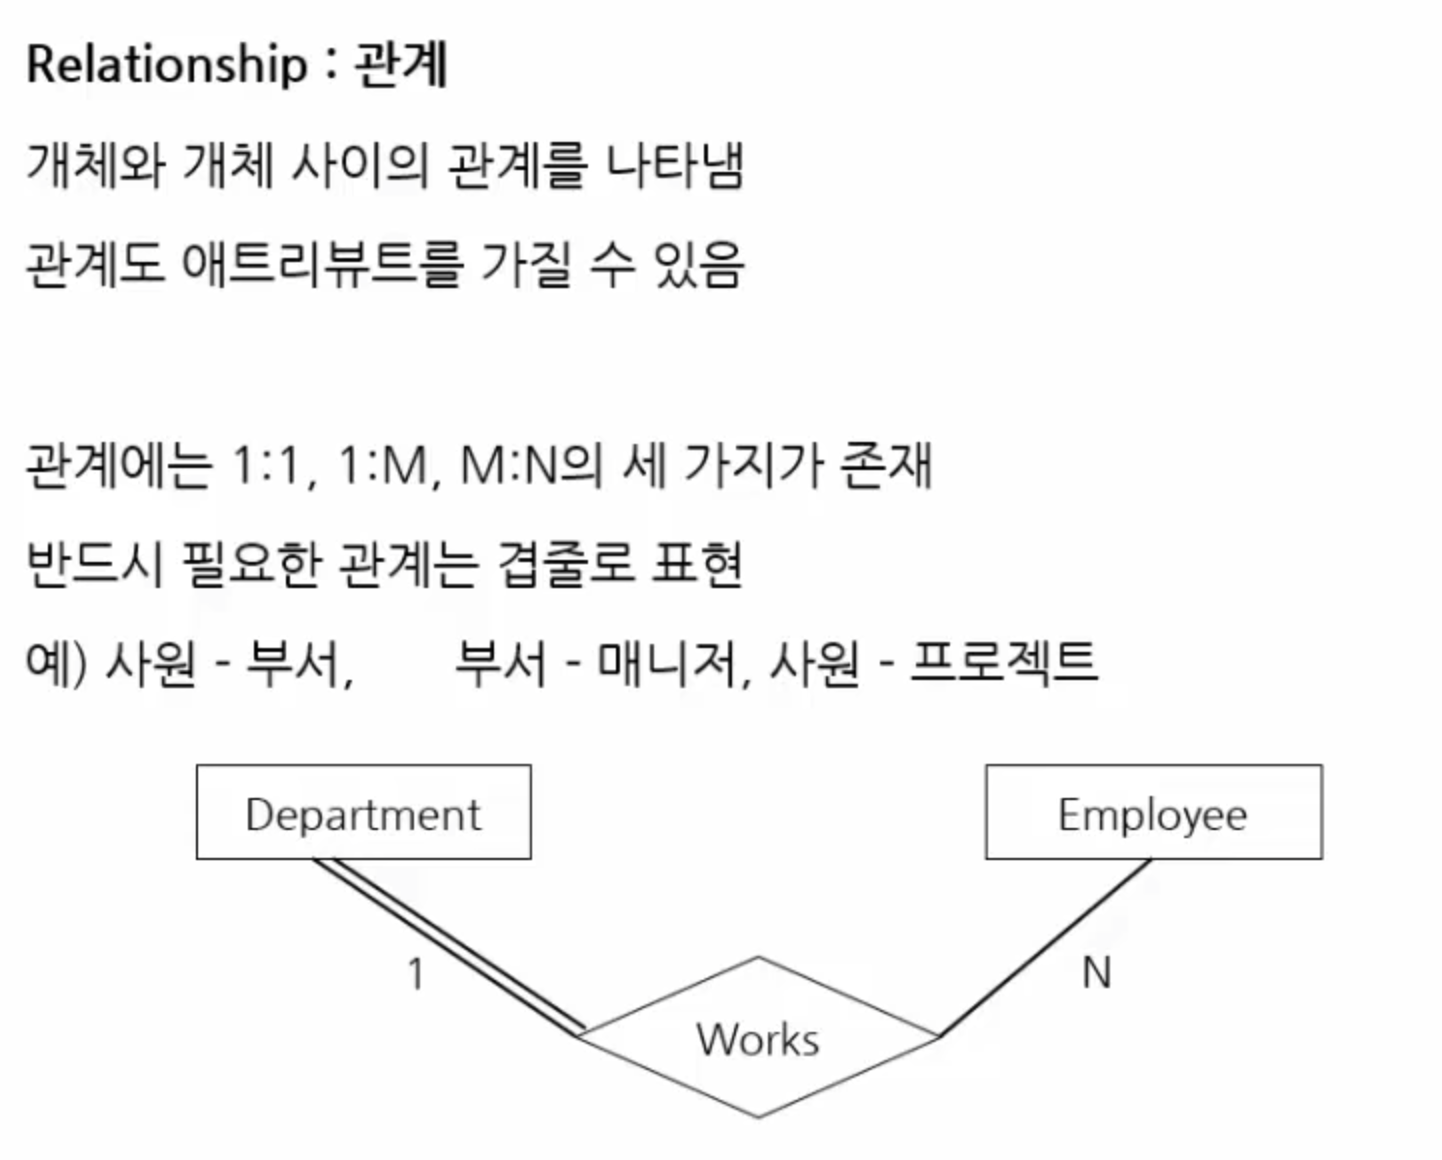 Relationship : 관계
개체와 개체 사이의 관계를 나타냄
관계도 애트리뷰트를 가질 수 있음
관계에는 1:1, 1:M, M:N의 세 가지가 존재
반드시 필요한 관계는 겹줄로 표현
예) 사원 - 부서, 부서 - 매니저, 사원 - 프로젝트
Department
Employee
1
N
Works